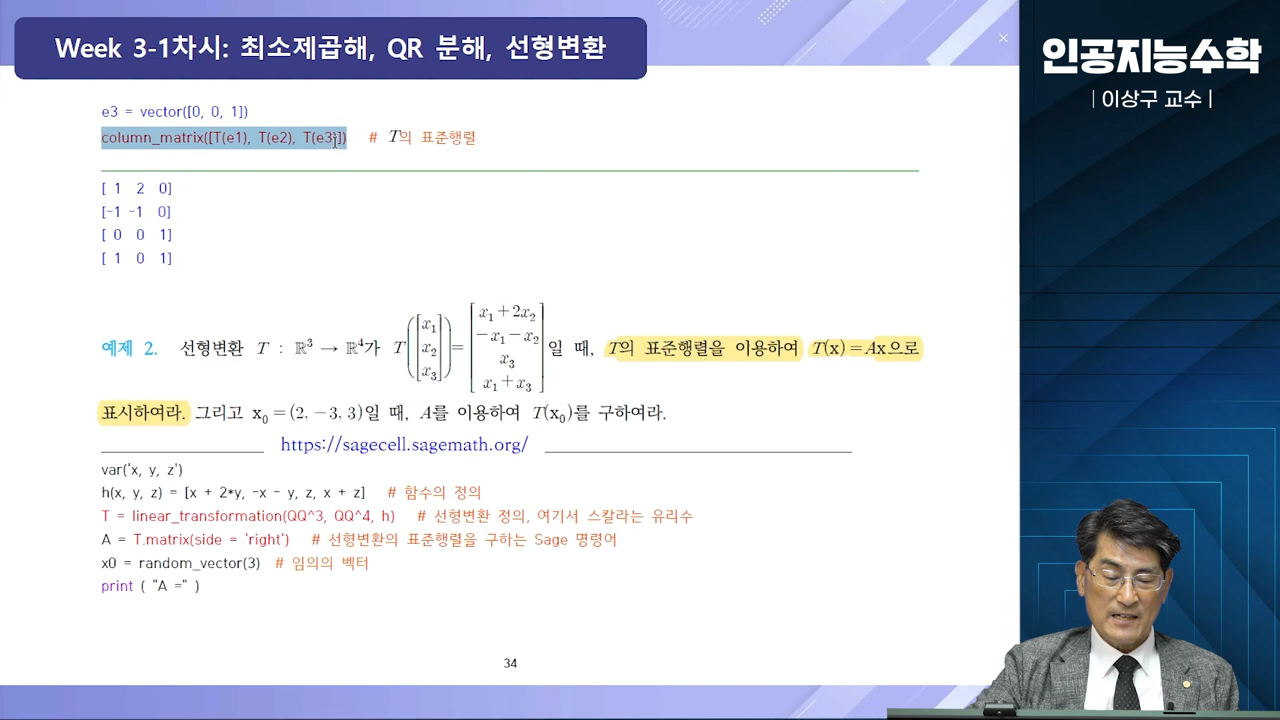 Week 3-1차시: 최소제곱해, QR 분해, 선형변환
인공지능수학
| 이상구 교수 |
e3 = vector([0, 0, 1])
column_matrix([T(e1), T(e2), T(e3)]) # T의 표준행렬
[ 1 2 0]
[-1 -1 0]
[ 0 0 1]
[ 1 0 1]
예제 2. 선형변환 T : ℝ³ → ℝ⁴가 T([x₁ x₂ x₃]) = [x₁+2x₂ −x₁−x₂ x₃ x₁+x₃] 일 때, T의 표준행렬을 이용하여 T(x)=Ax으로
표시하여라. 그리고 x₀=(2, −3, 3)일 때, A를 이용하여 T(x₀)를 구하여라.
https://sagecell.sagemath.org/
var('x, y, z')
h(x, y, z) = [x + 2*y, -x - y, z, x + z] # 함수의 정의
T = linear_transformation(QQ^3, QQ^4, h) # 선형변환 정의, 여기서 스칼라는 유리수
A = T.matrix(side = 'right') # 선형변환의 표준행렬을 구하는 Sage 명령어
x0 = random_vector(3) # 임의의 벡터
print ( "A =" )
34